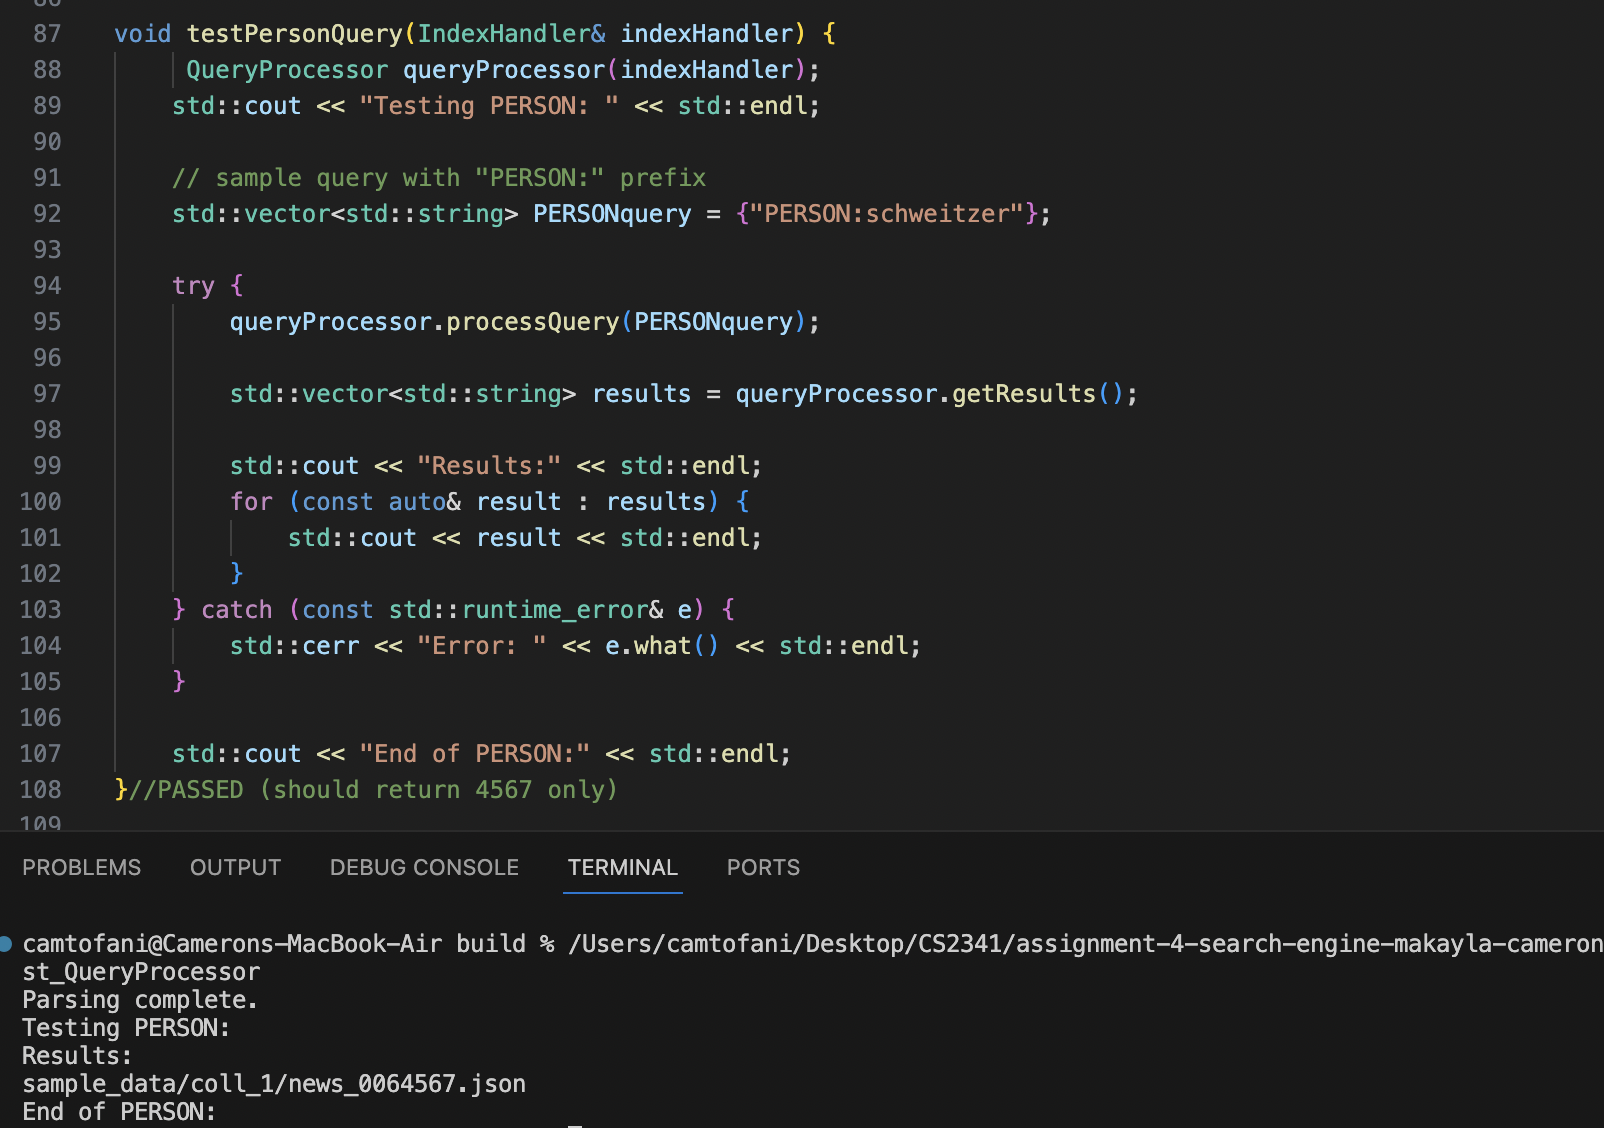 86
87 void testPersonQuery(IndexHandler& indexHandler) {
88 QueryProcessor queryProcessor(indexHandler);
89 std::cout << "Testing PERSON: " << std::endl;
90
91 // sample query with "PERSON:" prefix
92 std::vector<std::string> PERSONquery = {"PERSON:schweitzer"};
93
94 try {
95 queryProcessor.processQuery(PERSONquery);
96
97 std::vector<std::string> results = queryProcessor.getResults();
98
99 std::cout << "Results:" << std::endl;
100 for (const auto& result : results) {
101 std::cout << result << std::endl;
102 }
103 } catch (const std::runtime_error& e) {
104 std::cerr << "Error: " << e.what() << std::endl;
105 }
106
107 std::cout << "End of PERSON:" << std::endl;
108 }//PASSED (should return 4567 only)
109
PROBLEMS OUTPUT DEBUG CONSOLE TERMINAL PORTS
camtofani@Camerons-MacBook-Air build % /Users/camtofani/Desktop/CS2341/assignment-4-search-engine-makayla-cameron
st_QueryProcessor
Parsing complete.
Testing PERSON:
Results:
sample_data/coll_1/news_0064567.json
End of PERSON: